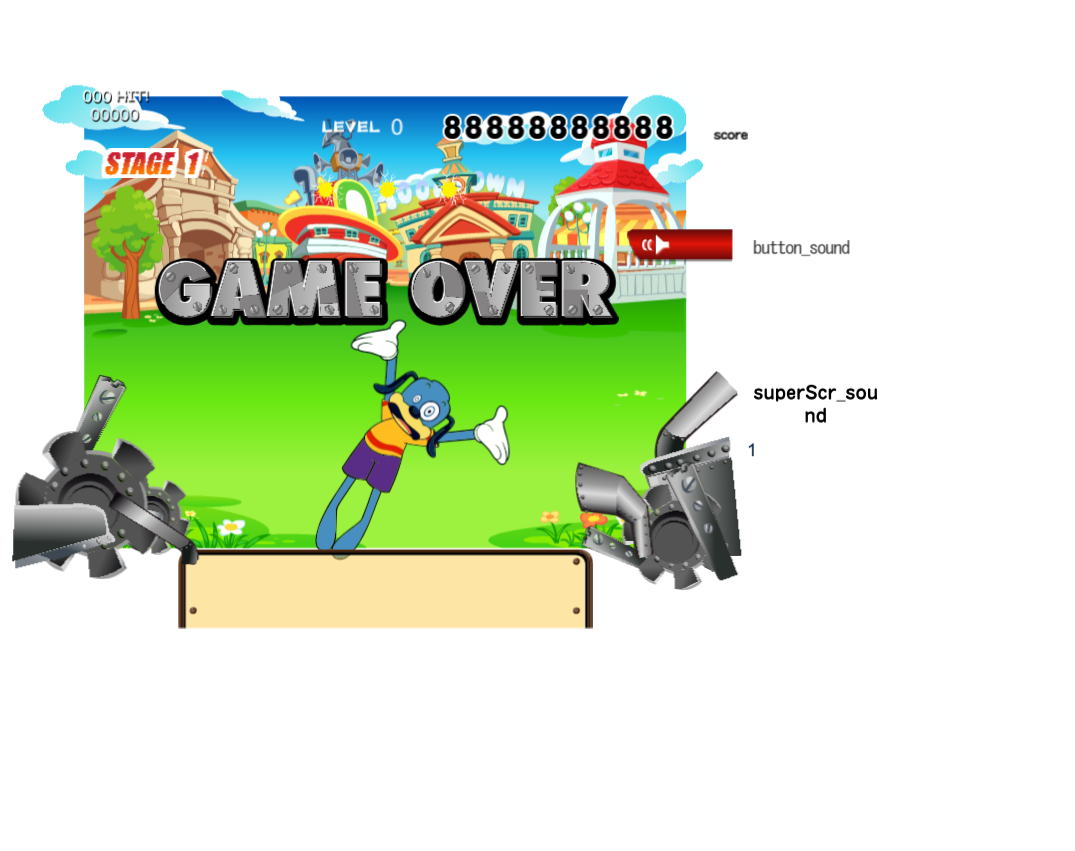 000 HIT!
00000
LEVEL 0
88888888888
score
STAGE 1
button_sound
GAME OVER
superScr_sou
nd
1